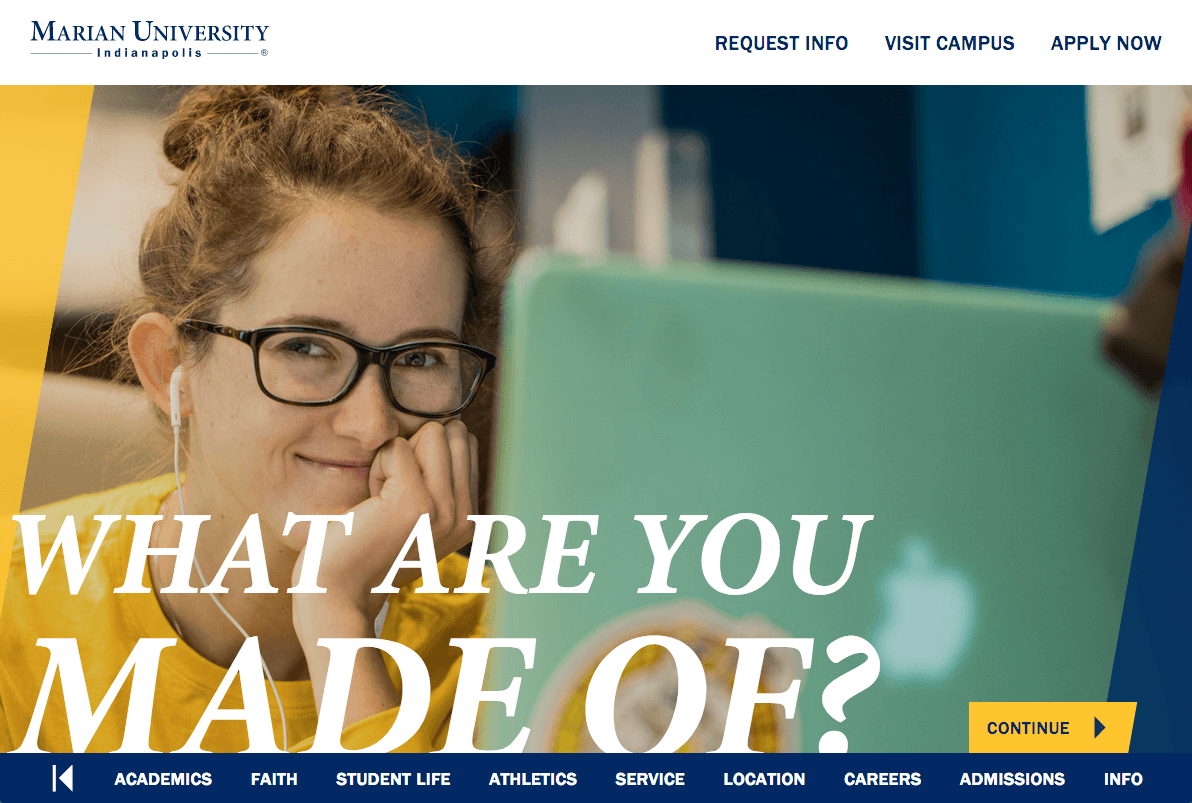 MARIAN UNIVERSITY
Indianapolis ®
REQUEST INFO VISIT CAMPUS APPLY NOW
WHAT ARE YOU
MADE OF?
CONTINUE
ACADEMICS FAITH STUDENT LIFE ATHLETICS SERVICE LOCATION CAREERS ADMISSIONS INFO